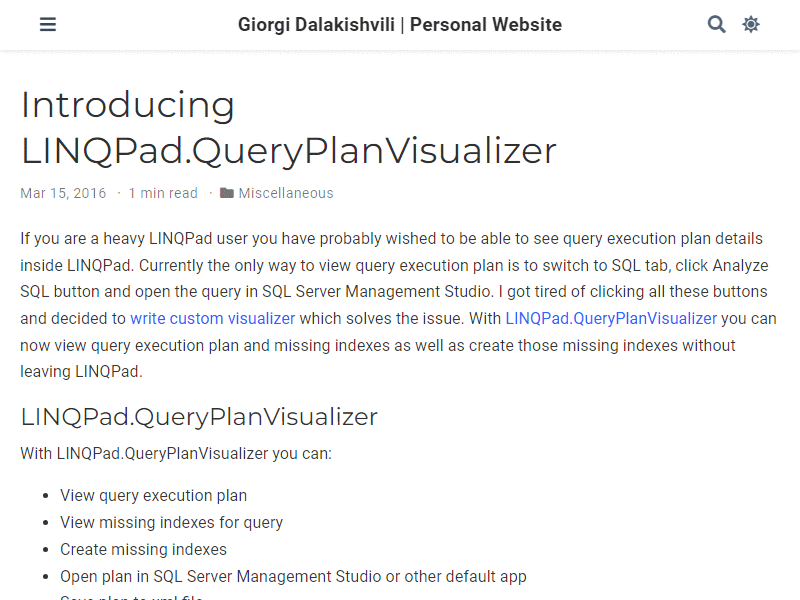 Giorgi Dalakishvili | Personal Website
Introducing
LINQPad.QueryPlanVisualizer
Mar 15, 2016 · 1 min read · Miscellaneous
If you are a heavy LINQPad user you have probably wished to be able to see query execution plan details
inside LINQPad. Currently the only way to view query execution plan is to switch to SQL tab, click Analyze
SQL button and open the query in SQL Server Management Studio. I got tired of clicking all these buttons
and decided to write custom visualizer which solves the issue. With LINQPad.QueryPlanVisualizer you can
now view query execution plan and missing indexes as well as create those missing indexes without
leaving LINQPad.
LINQPad.QueryPlanVisualizer
With LINQPad.QueryPlanVisualizer you can:
• View query execution plan
• View missing indexes for query
• Create missing indexes
• Open plan in SQL Server Management Studio or other default app
• Save plan to xml file